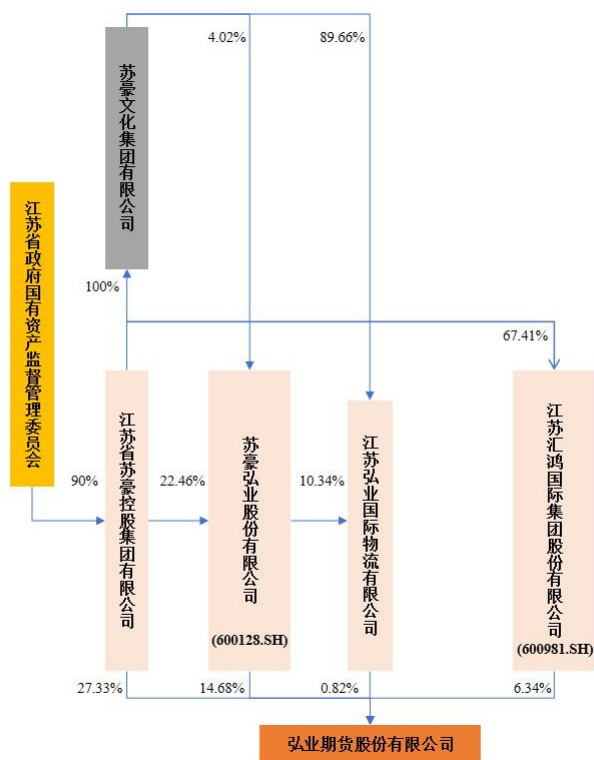 4.02%
89.66%
苏豪文化集团有限公司
江苏省政府国有资产监督管理委员会
100%
67.41%
江苏省苏豪控股集团有限公司
苏豪弘业股份有限公司
(600128.SH)
江苏弘业国际物流有限公司
江苏汇鸿国际集团股份有限公司
(600981.SH)
90%
22.46%
10.34%
27.33%
14.68%
0.82%
6.34%
弘业期货股份有限公司